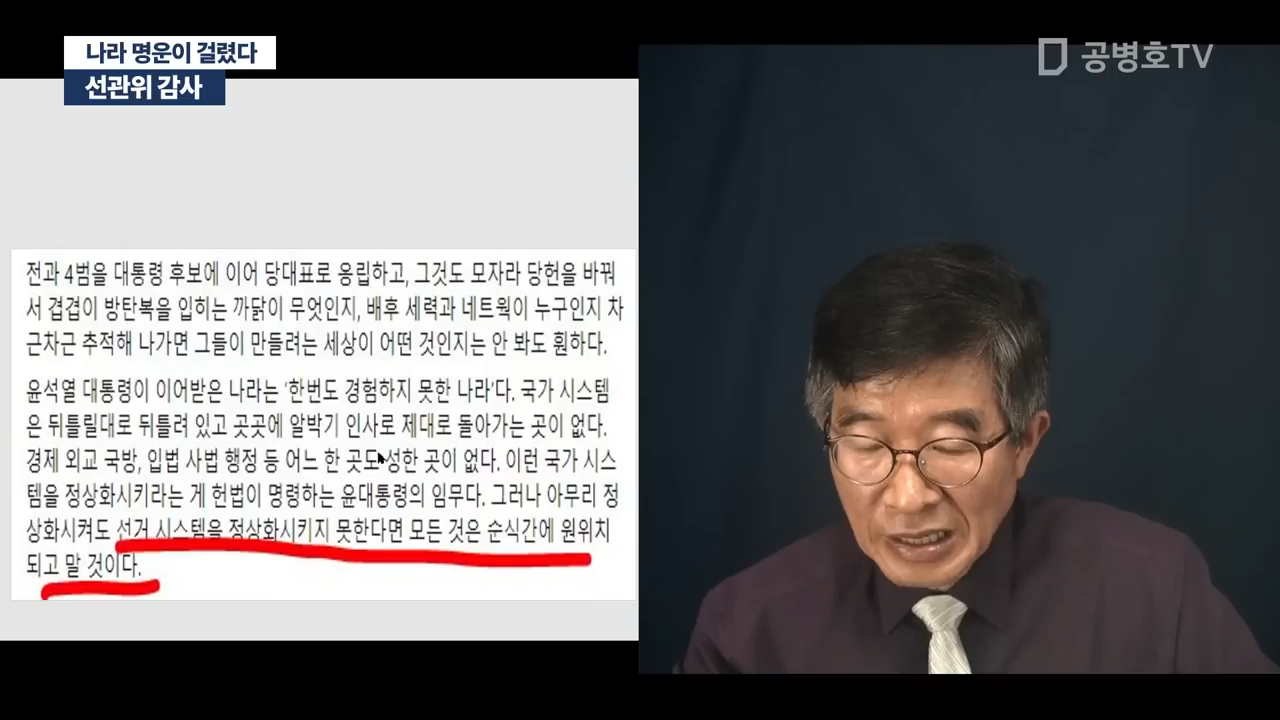 나라 명운이 걸렸다
선관위 감사
공병호TV
전과 4범을 대통령 후보에 이어 당대표로 옹립하고, 그것도 모자라 당헌을 바꿔
서 겹겹이 방탄복을 입히는 까닭이 무엇인지, 배후 세력과 네트웍이 누구인지 차
근차근 추적해 나가면 그들이 만들려는 세상이 어떤 것인지는 안 봐도 훤하다.
윤석열 대통령이 이어받은 나라는 '한번도 경험하지 못한 나라'다. 국가 시스템
은 뒤틀릴대로 뒤틀려 있고 곳곳에 알박기 인사로 제대로 돌아가는 곳이 없다.
경제 외교 국방, 입법 사법 행정 등 어느 한 곳도 성한 곳이 없다. 이런 국가 시스
템을 정상화시키라는 게 헌법이 명령하는 윤대통령의 임무다. 그러나 아무리 정
상화시켜도 선거 시스템을 정상화시키지 못한다면 모든 것은 순식간에 원위치
되고 말 것이다.